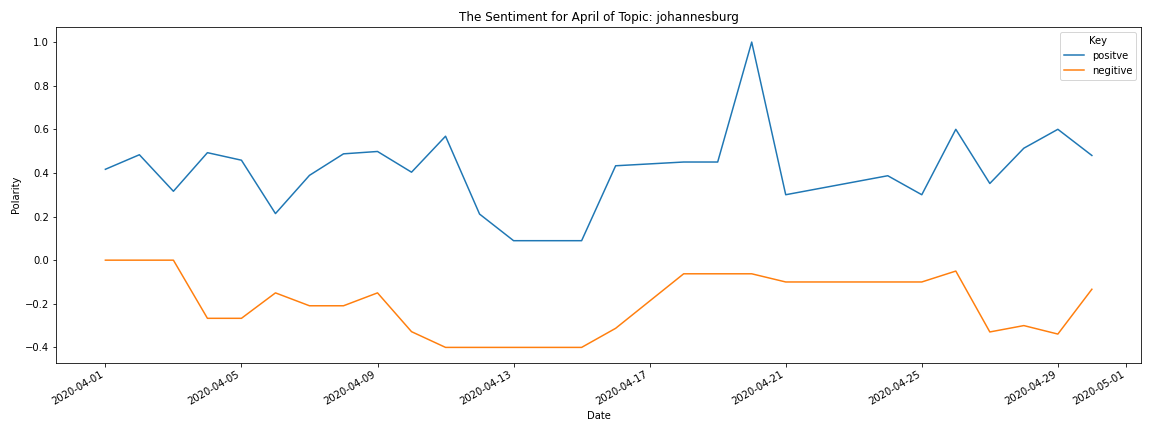 The Sentiment for April of Topic: johannesburg
Key
positve
negitive
Polarity
1.0
0.8
0.6
0.4
0.2
0.0
−0.2
−0.4
2020-04-01
2020-04-05
2020-04-09
2020-04-13
2020-04-17
2020-04-21
2020-04-25
2020-04-29
2020-05-01
Date